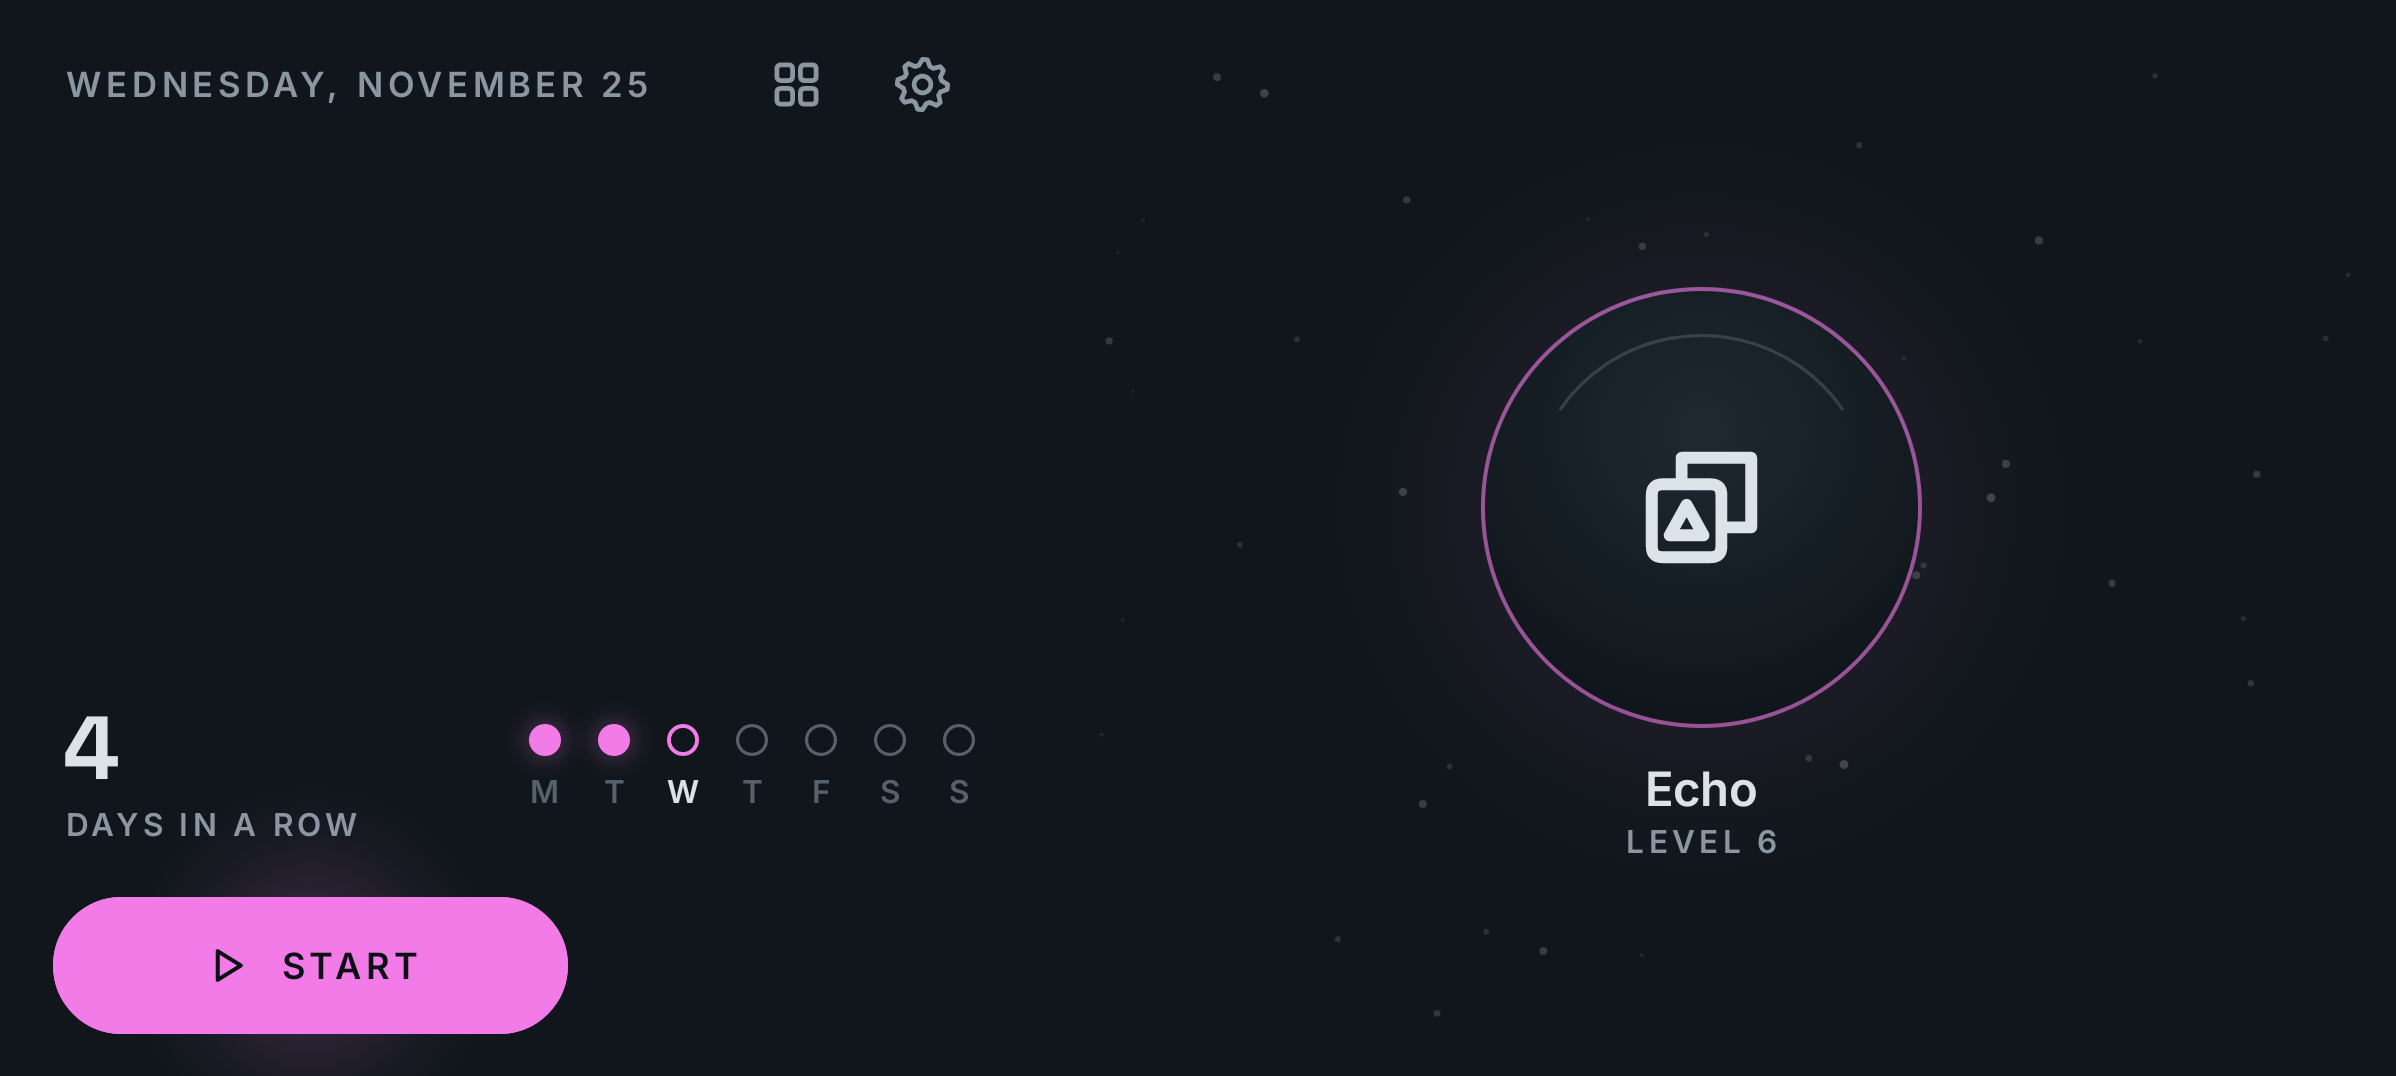 WEDNESDAY, NOVEMBER 25
4
DAYS IN A ROW
M T W T F S S
START
Echo
LEVEL 6